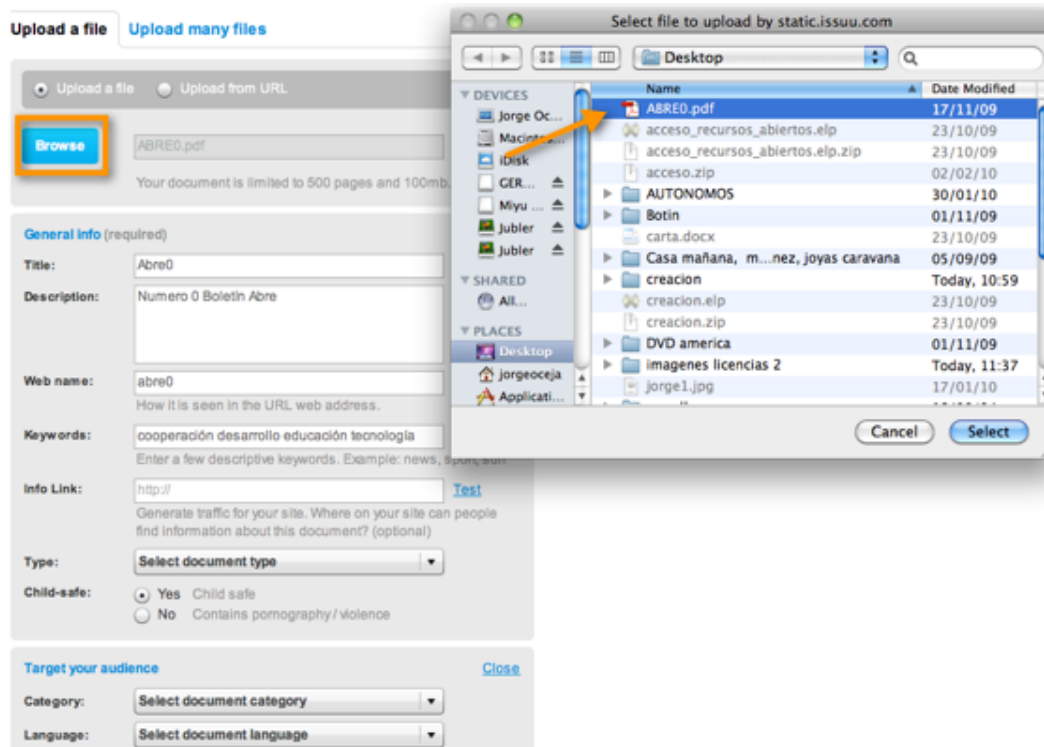 Upload a file
Upload many files
Upload a file
Upload from URL
Browse
ABRE0.pdf
Your document is limited to 500 pages and 100mb.
General info (required)
Title:
Abre0
Description:
Numero 0 Boletín Abre
Web name:
abre0
How it is seen in the URL web address.
Keywords:
cooperación desarrollo educación tecnología
Enter a few descriptive keywords. Example: news, sport, sun
Info Link:
http://
Test
Generate traffic for your site. Where on your site can people
find information about this document? (optional)
Type:
Select document type
Child-safe:
Yes Child safe
No Contains pornography / violence
Target your audience
Close
Category:
Select document category
Language:
Select document language
Select file to upload by static.issuu.com
Desktop
DEVICES
Jorge Oc...
iDisk
GER...
Miyu ...
Jubler
Jubler
SHARED
All...
PLACES
Desktop
jorgeoceja
Applicati...
Name
Date Modified
ABRE0.pdf 17/11/09
acceso_recursos_abiertos.elp 23/10/09
acceso_recursos_abiertos.elp.zip 23/10/09
acceso.zip 02/02/10
AUTONOMOS 30/01/10
Botin 01/11/09
carta.docx 23/10/09
Casa mañana, m...nez, joyas caravana 05/09/09
creacion Today, 10:59
creacion.elp 23/10/09
creacion.zip 23/10/09
DVD america 01/11/09
imagenes licencias 2 Today, 11:37
jorge1.jpg 17/01/10
Cancel
Select